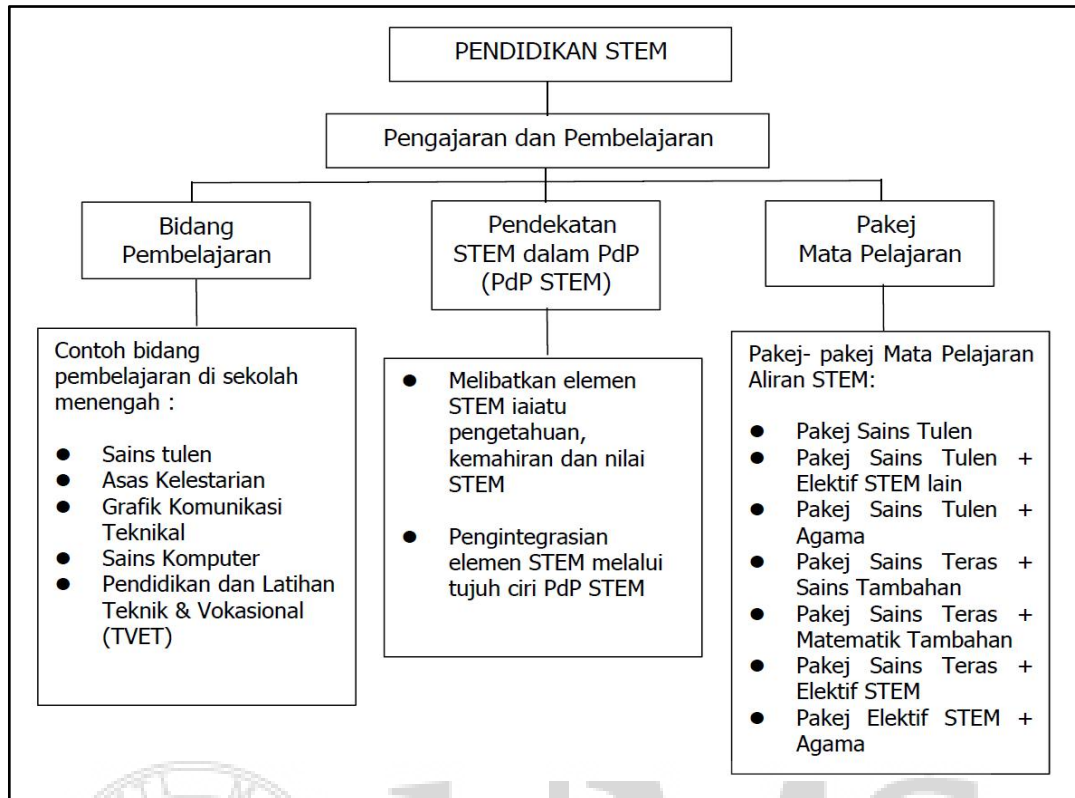 PENDIDIKAN STEM
Pengajaran dan Pembelajaran
Bidang
Pembelajaran
Contoh bidang
pembelajaran di sekolah
menengah :
● Sains tulen
● Asas Kelestarian
● Grafik Komunikasi
Teknikal
● Sains Komputer
● Pendidikan dan Latihan
Teknik & Vokasional
(TVET)
Pendekatan
STEM dalam PdP
(PdP STEM)
● Melibatkan elemen
STEM iaiatu
pengetahuan,
kemahiran dan nilai
STEM
● Pengintegrasian
elemen STEM melalui
tujuh ciri PdP STEM
Pakej
Mata Pelajaran
Pakej- pakej Mata Pelajaran
Aliran STEM:
● Pakej Sains Tulen
● Pakej Sains Tulen +
Elektif STEM lain
● Pakej Sains Tulen +
Agama
● Pakej Sains Teras +
Sains Tambahan
● Pakej Sains Teras +
Matematik Tambahan
● Pakej Sains Teras +
Elektif STEM
● Pakej Elektif STEM +
Agama